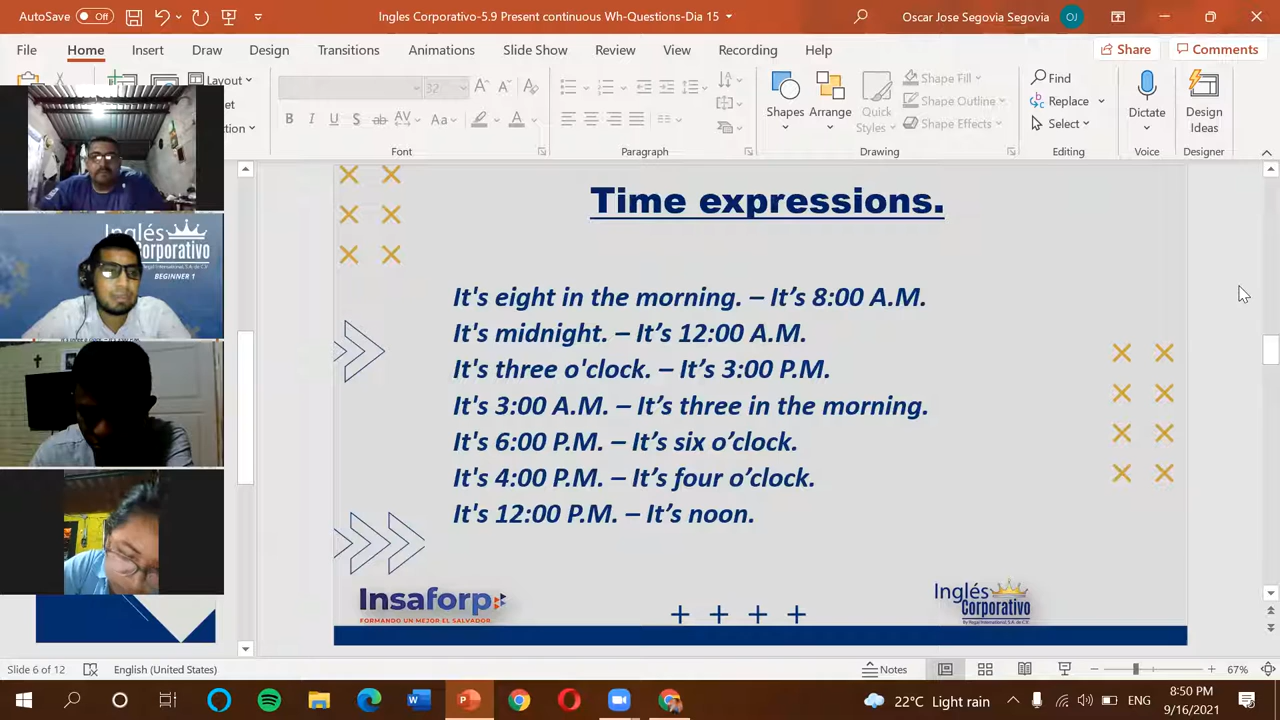 AutoSave Off Ingles Corporativo-5.9 Present continuous Wh-Questions-Dia 15 Oscar Jose Segovia Segovia OJ
File Home Insert Draw Design Transitions Animations Slide Show Review View Recording Help Share Comments
Layout
Shapes Arrange Quick Styles
Shape Fill
Shape Outline
Shape Effects
Find
Replace
Select
Dictate
Design Ideas
Font Paragraph Drawing Editing Voice Designer
Inglés
Corporativo
BEGINNER 1
Time expressions.
It's eight in the morning. – It’s 8:00 A.M.
It's midnight. – It’s 12:00 A.M.
It's three o'clock. – It’s 3:00 P.M.
It's 3:00 A.M. – It’s three in the morning.
It's 6:00 P.M. – It’s six o’clock.
It's 4:00 P.M. – It’s four o’clock.
It's 12:00 P.M. – It’s noon.
Insaforp
FORMANDO UN MEJOR EL SALVADOR
Inglés
Corporativo
By Regal International, S.A. de C.V.
Slide 6 of 12 English (United States) Notes 67%
22°C Light rain ENG 8:50 PM
9/16/2021